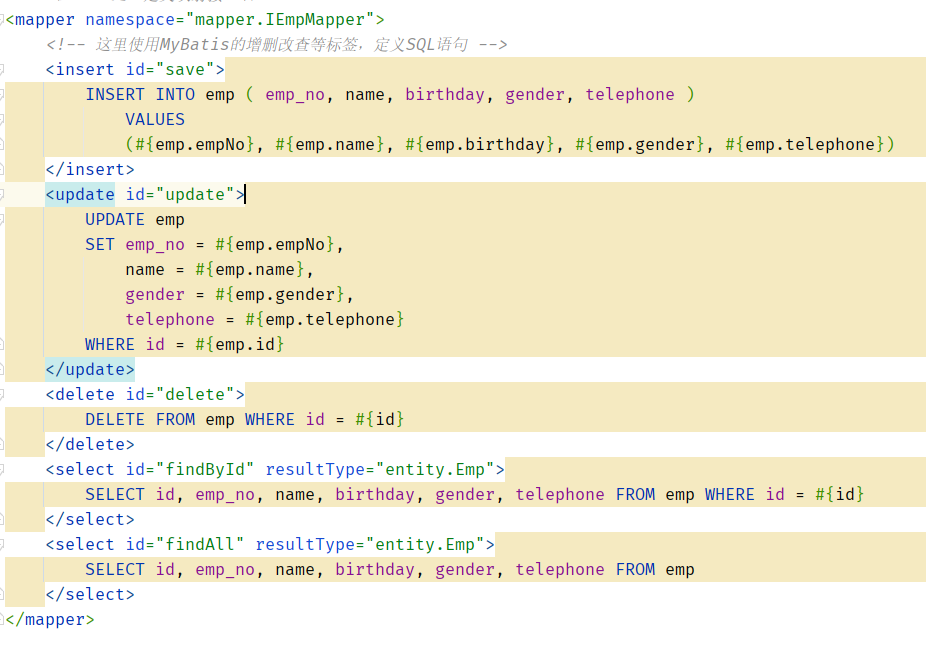 <mapper namespace="mapper.IEmpMapper">
<!-- 这里使用MyBatis的增删改查等标签，定义SQL语句 -->
<insert id="save">
INSERT INTO emp ( emp_no, name, birthday, gender, telephone )
VALUES
(#{emp.empNo}, #{emp.name}, #{emp.birthday}, #{emp.gender}, #{emp.telephone})
</insert>
<update id="update">
UPDATE emp
SET emp_no = #{emp.empNo},
name = #{emp.name},
gender = #{emp.gender},
telephone = #{emp.telephone}
WHERE id = #{emp.id}
</update>
<delete id="delete">
DELETE FROM emp WHERE id = #{id}
</delete>
<select id="findById" resultType="entity.Emp">
SELECT id, emp_no, name, birthday, gender, telephone FROM emp WHERE id = #{id}
</select>
<select id="findAll" resultType="entity.Emp">
SELECT id, emp_no, name, birthday, gender, telephone FROM emp
</select>
</mapper>